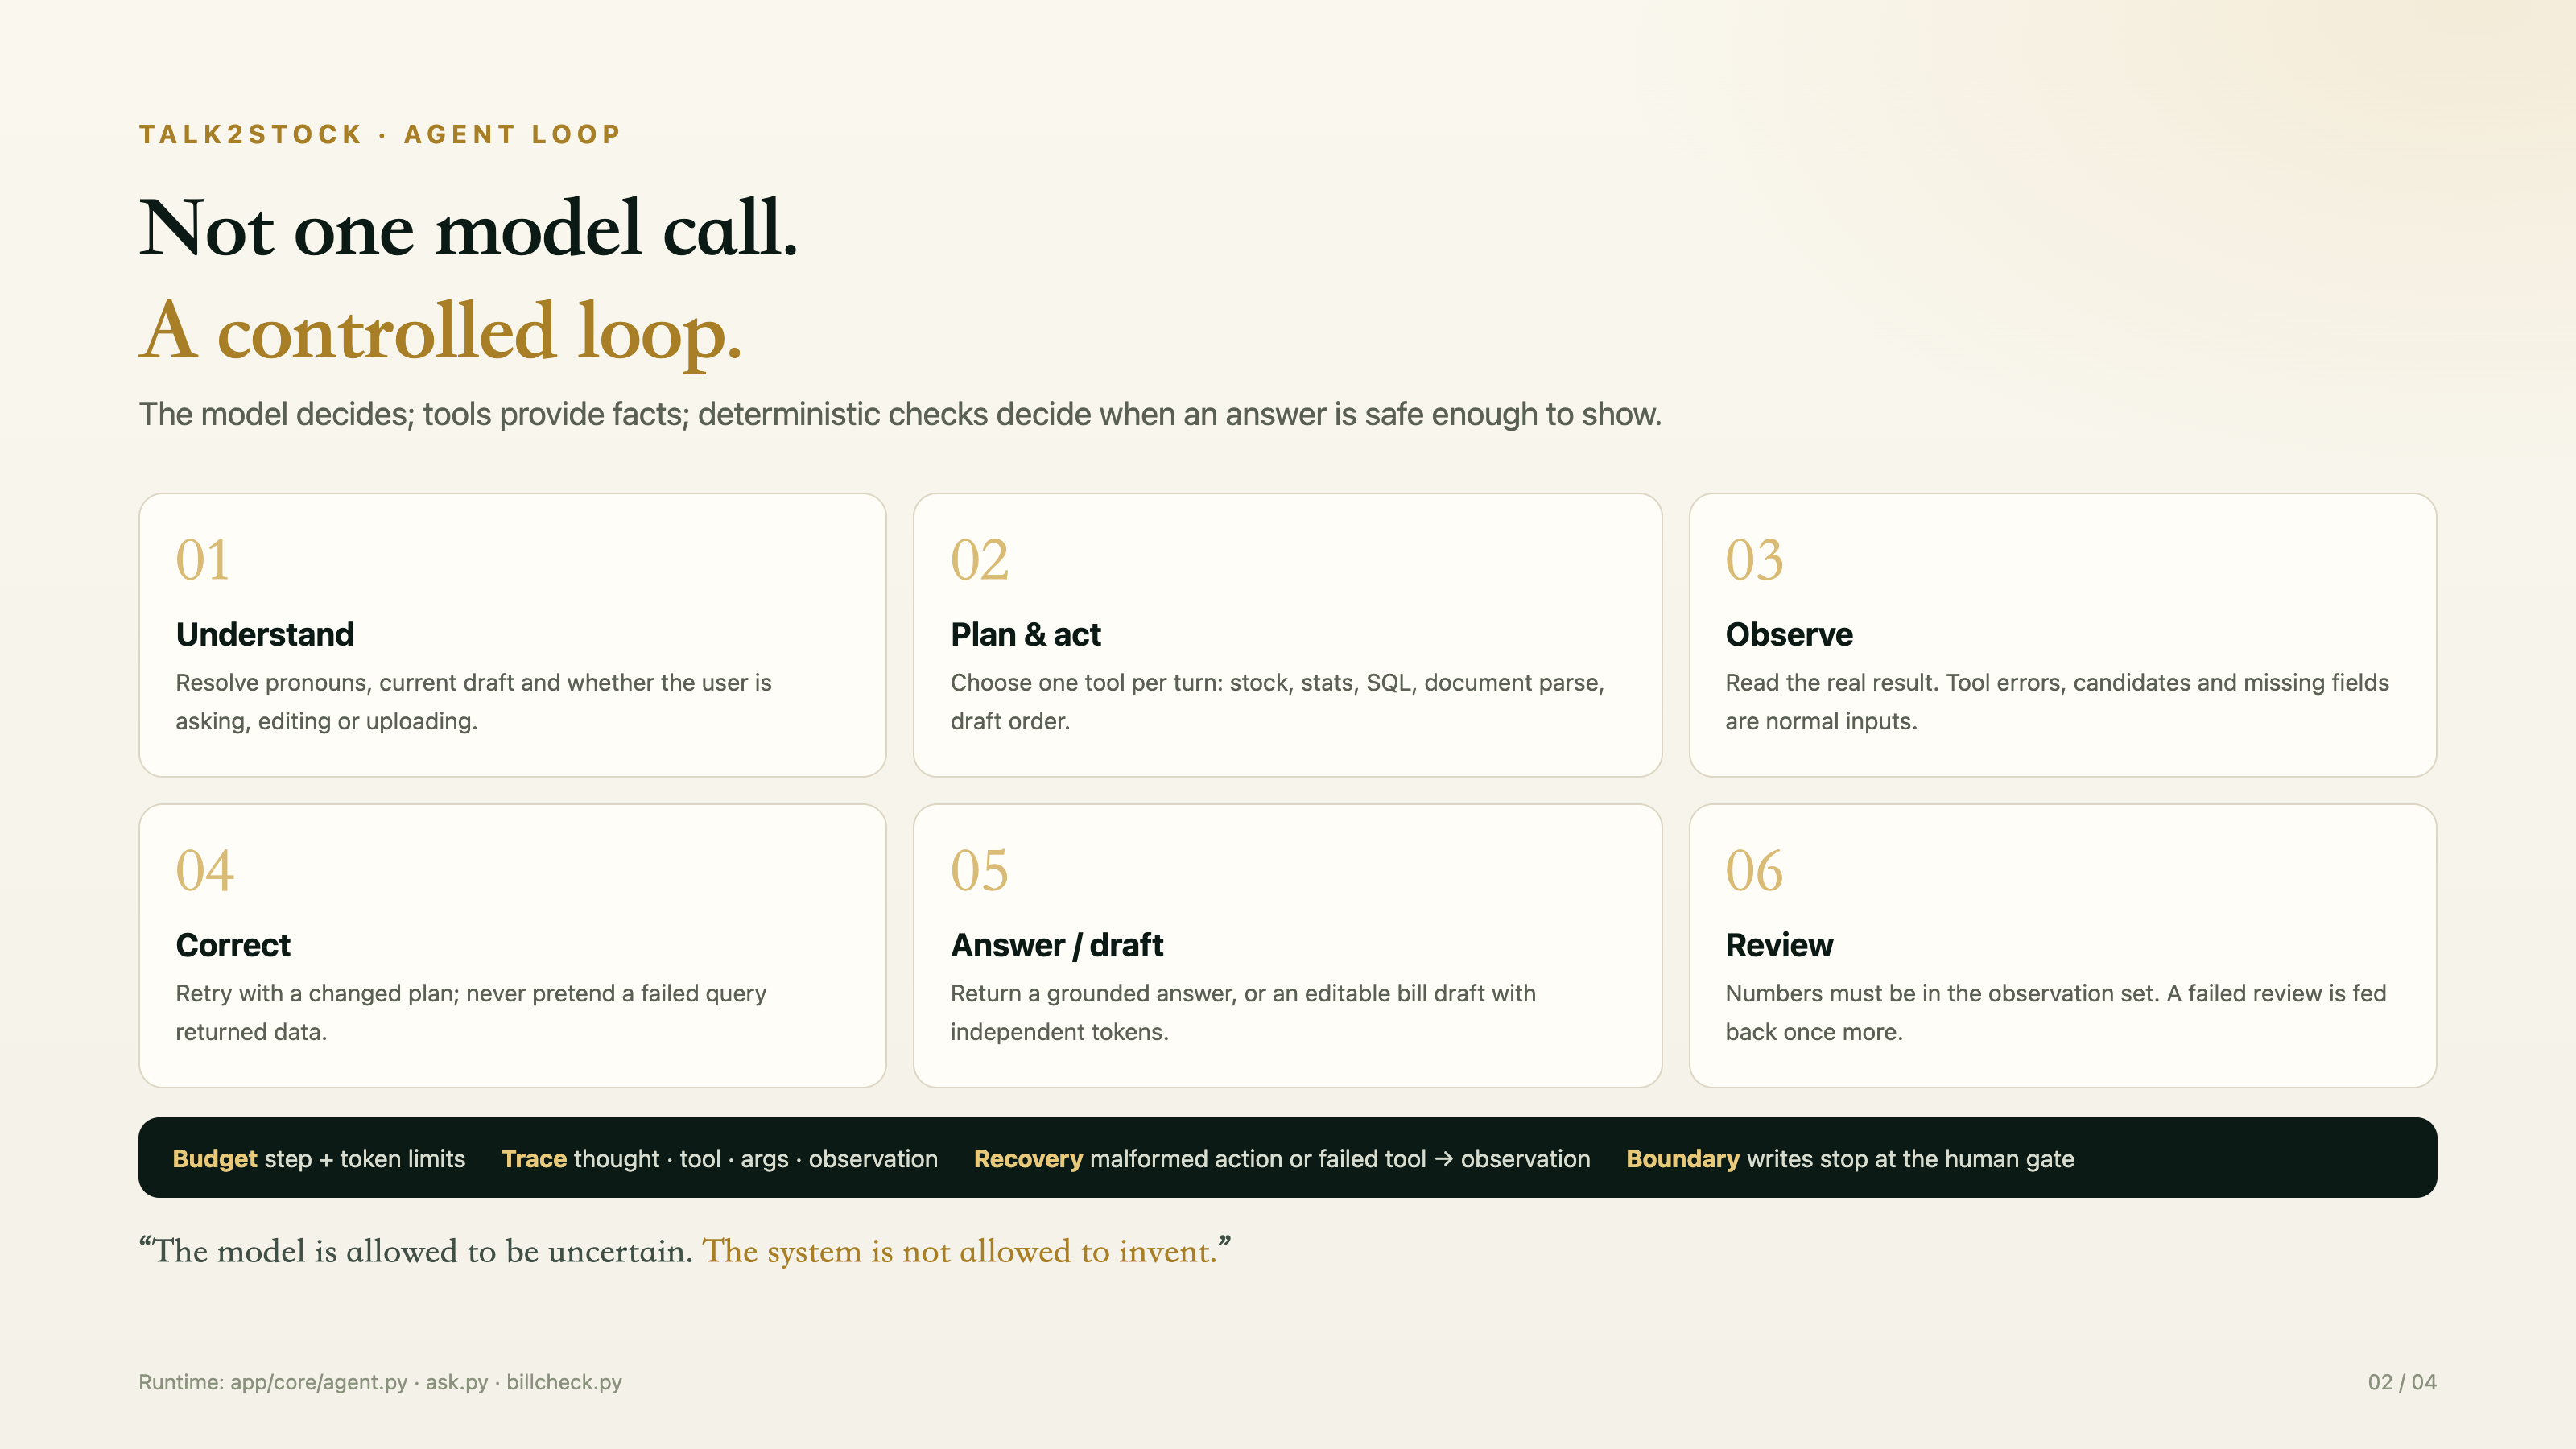 TALK2STOCK · AGENT LOOP
Not one model call.
A controlled loop.
The model decides; tools provide facts; deterministic checks decide when an answer is safe enough to show.
01
Understand
Resolve pronouns, current draft and whether the user is
asking, editing or uploading.
02
Plan & act
Choose one tool per turn: stock, stats, SQL, document parse,
draft order.
03
Observe
Read the real result. Tool errors, candidates and missing fields
are normal inputs.
04
Correct
Retry with a changed plan; never pretend a failed query
returned data.
05
Answer / draft
Return a grounded answer, or an editable bill draft with
independent tokens.
06
Review
Numbers must be in the observation set. A failed review is fed
back once more.
Budget step + token limits Trace thought · tool · args · observation Recovery malformed action or failed tool → observation Boundary writes stop at the human gate
“The model is allowed to be uncertain. The system is not allowed to invent.”
Runtime: app/core/agent.py · ask.py · billcheck.py
02 / 04